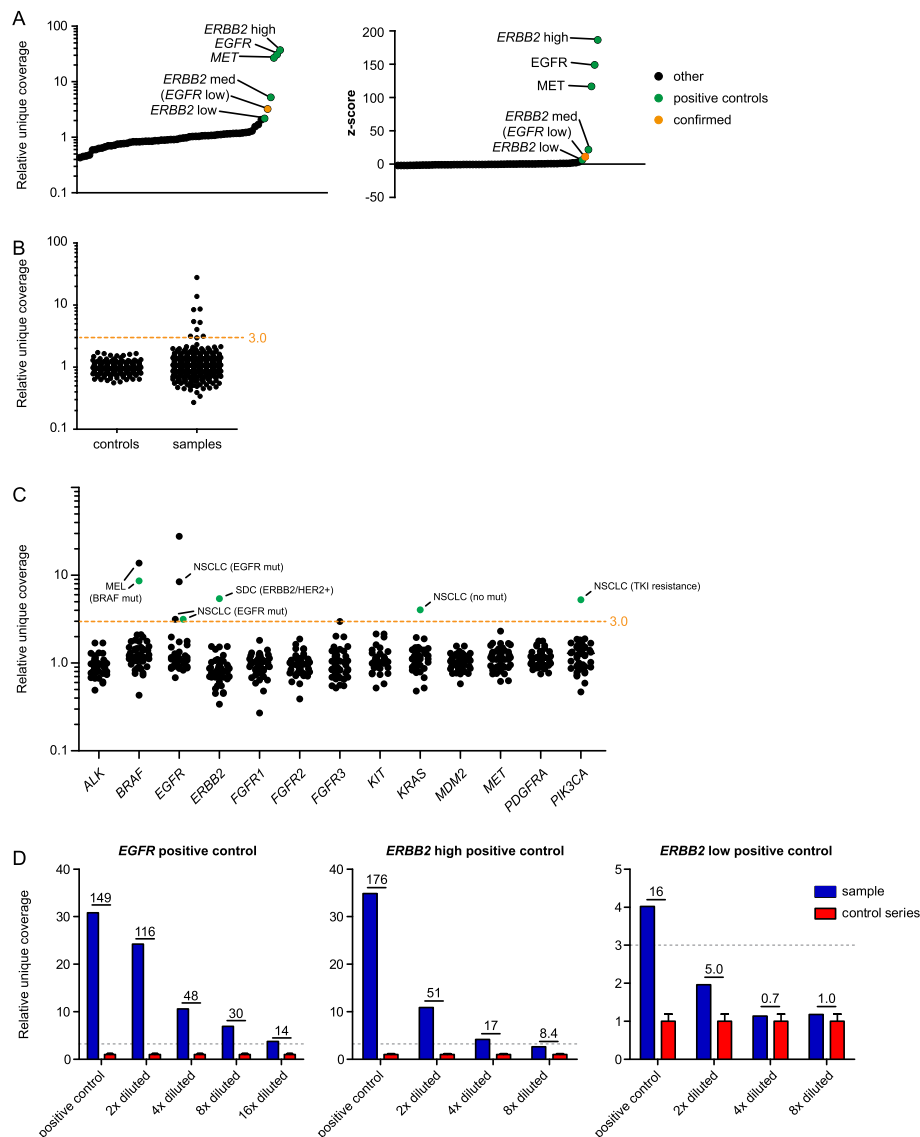 A
Relative unique coverage
100
10
1
0.1
ERBB2 high
EGFR
MET
ERBB2 med
(EGFR low)
ERBB2 low
z-score
200
150
100
50
0
-50
ERBB2 high
EGFR
MET
ERBB2 med
(EGFR low)
ERBB2 low
other
positive controls
confirmed
B
Relative unique coverage
100
10
1
0.1
3.0
controls
samples
C
Relative unique coverage
10
1.0
0.1
MEL
(BRAF mut)
NSCLC (EGFR mut)
NSCLC (EGFR mut)
SDC (ERBB2/HER2+)
NSCLC (no mut)
NSCLC (TKI resistance)
3.0
ALK
BRAF
EGFR
ERBB2
FGFR1
FGFR2
FGFR3
KIT
KRAS
MDM2
MET
PDGFRA
PIK3CA
D
Relative unique coverage
EGFR positive control
40
30
20
10
0
149
116
48
30
14
positive control
2x diluted
4x diluted
8x diluted
16x diluted
ERBB2 high positive control
40
30
20
10
0
176
51
17
8.4
positive control
2x diluted
4x diluted
8x diluted
ERBB2 low positive control
5
4
3
2
1
0
16
5.0
0.7
1.0
positive control
2x diluted
4x diluted
8x diluted
sample
control series